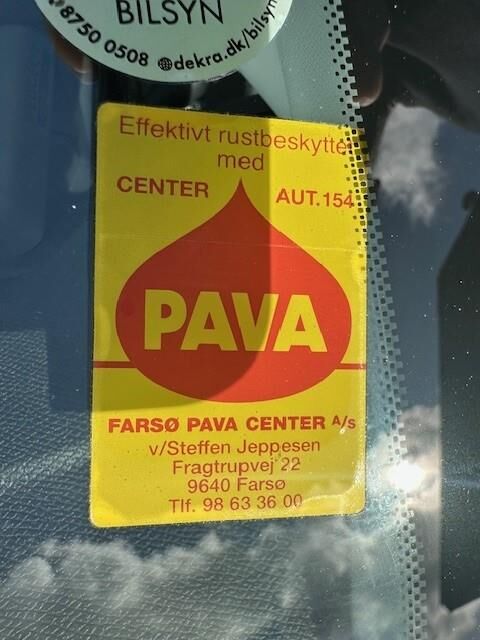 BILSYN
8750 0508 dekra.dk/bilsyn
Effektivt rustbeskyttet
med
CENTER AUT.154
PAVA
FARSØ PAVA CENTER A/s
v/Steffen Jeppesen
Fragtrupvej 22
9640 Farsø
Tlf. 98 63 36 00